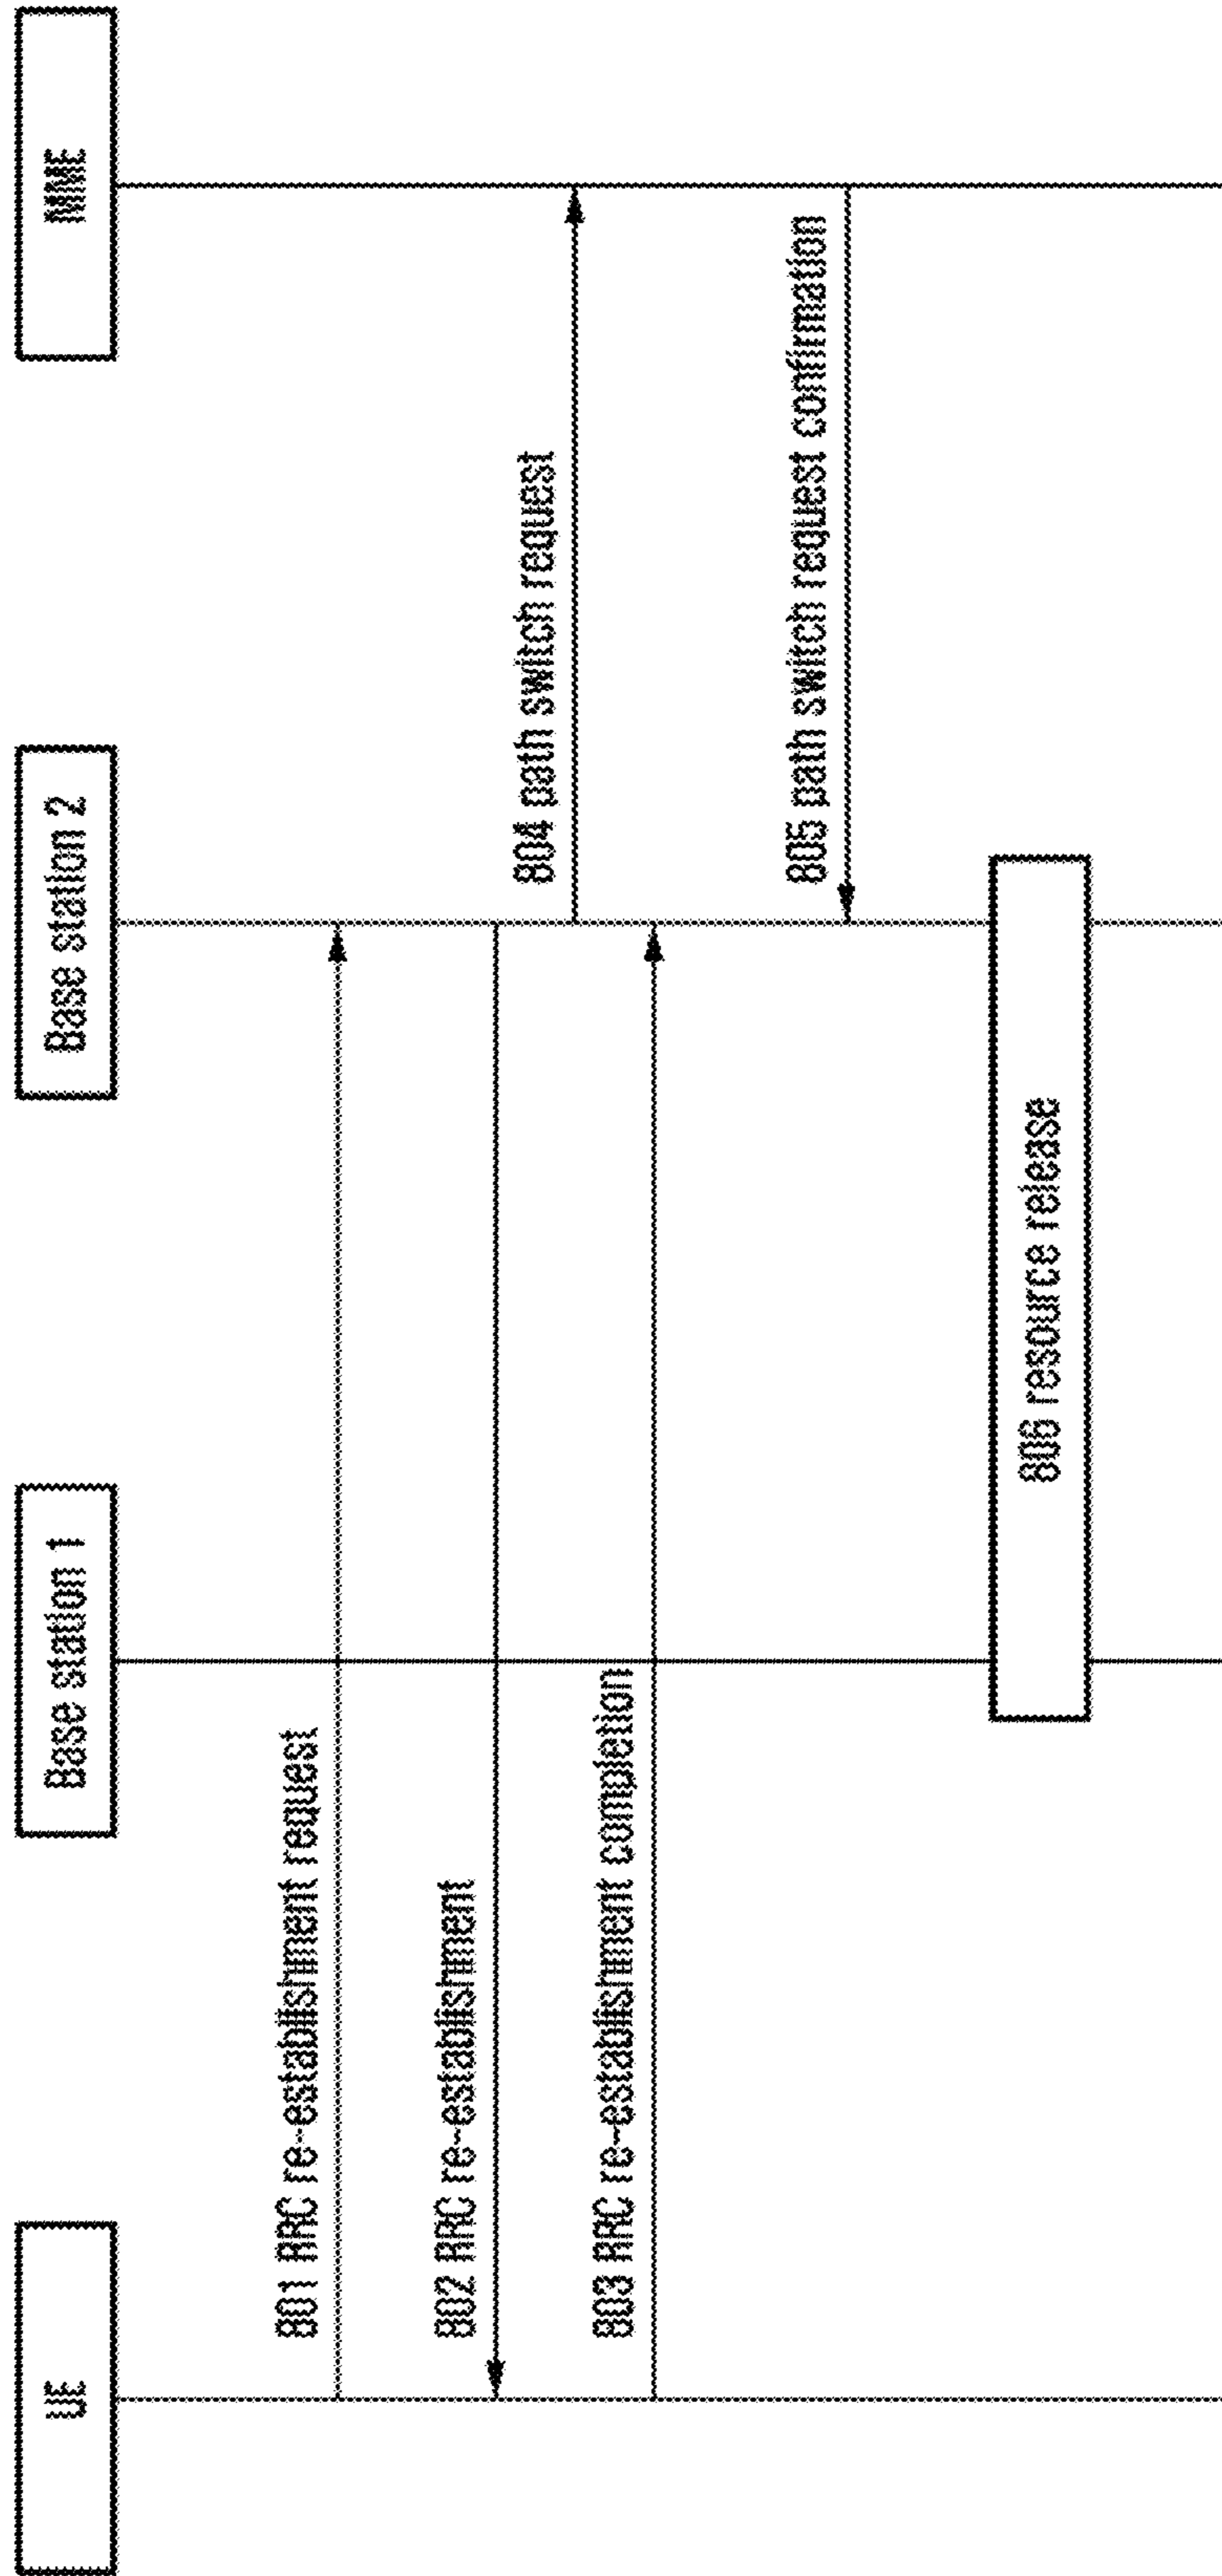 UE
Base station 1
Base station 2
MME
801 RRC re-establishment request
802 RRC re-establishment
804 path switch request
803 RRC re-establishment completion
805 path switch request confirmation
806 resource release